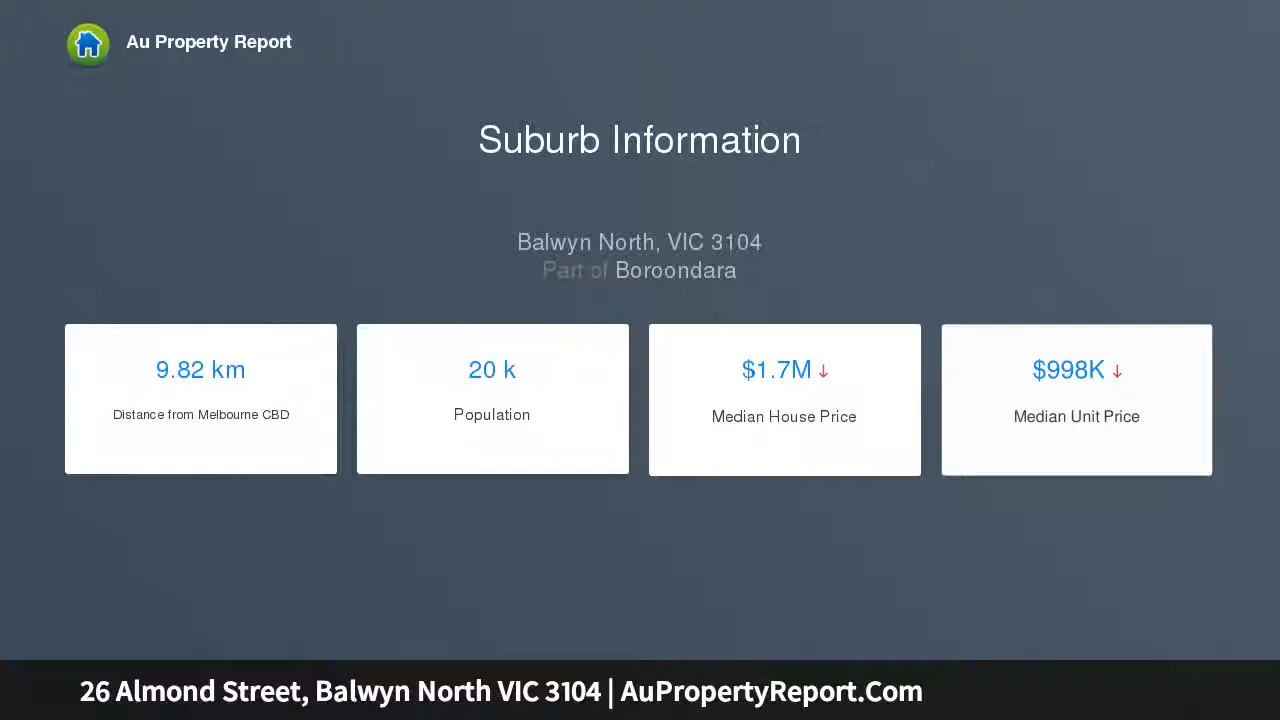 Au Property Report
Suburb Information
Balwyn North, VIC 3104
Part of Boroondara
9.82 km
Distance from Melbourne CBD
20 k
Population
$1.7M ↓
Median House Price
$998K ↓
Median Unit Price
26 Almond Street, Balwyn North VIC 3104 | AuPropertyReport.Com